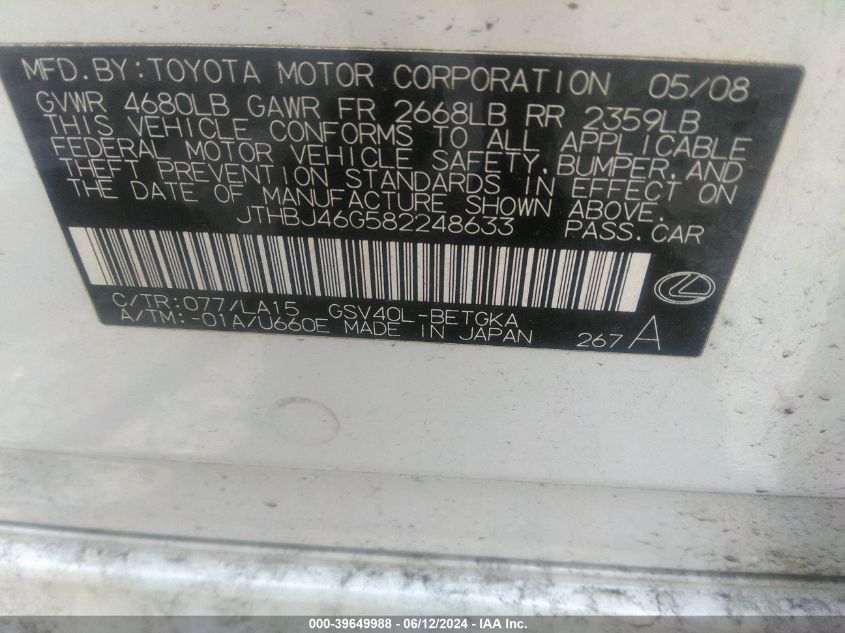 MFD.BY:TOYOTA MOTOR CORPORATION 05/08
GVWR 4680LB GAWR FR 2668LB RR 2359LB
THIS VEHICLE CONFORMS TO ALL APPLICABLE
FEDERAL MOTOR VEHICLE SAFETY,BUMPER,AND
THEFT PREVENTION STANDARDS IN EFFECT ON
THE DATE OF MANUFACTURE SHOWN ABOVE.
JTHBJ46G582248633 PASS.CAR
C/TR:077/LA15 GSV40L-BETGKA
A/TM:-01A/U660E MADE IN JAPAN 267 A
000-39649988 - 06/12/2024 - IAA Inc.